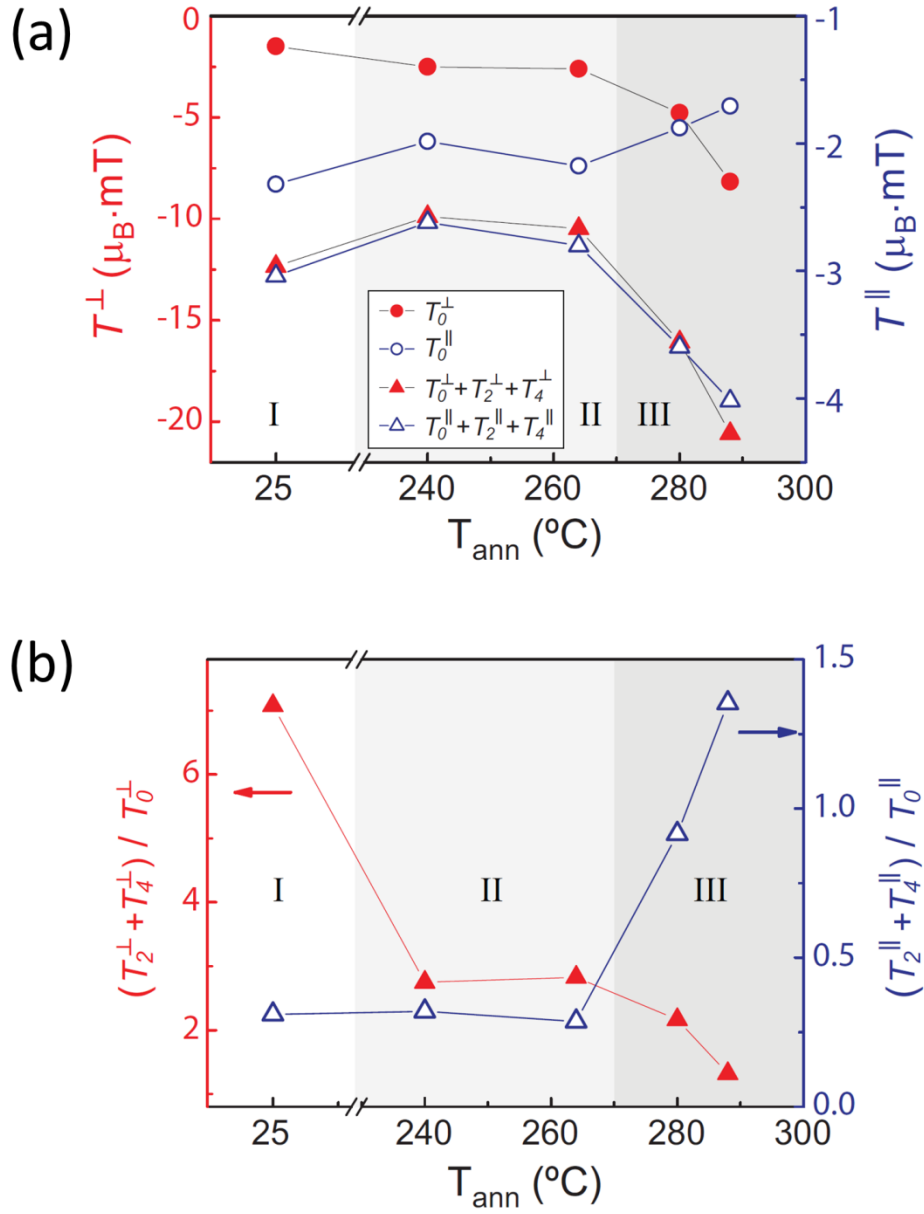 (a)
0
-5
-10
-15
-20
T⊥ (μB·mT)
-1
-2
-3
-4
T∥ (μB·mT)
T0⊥
T0∥
T0⊥+T2⊥+T4⊥
T0∥+T2∥+T4∥
I
II
III
25
240
260
280
300
Tann (ºC)
(b)
6
4
2
(T2⊥+T4⊥) / T0⊥
1.5
1.0
0.5
0.0
(T2∥+T4∥) / T0∥
I
II
III
25
240
260
280
300
Tann (ºC)